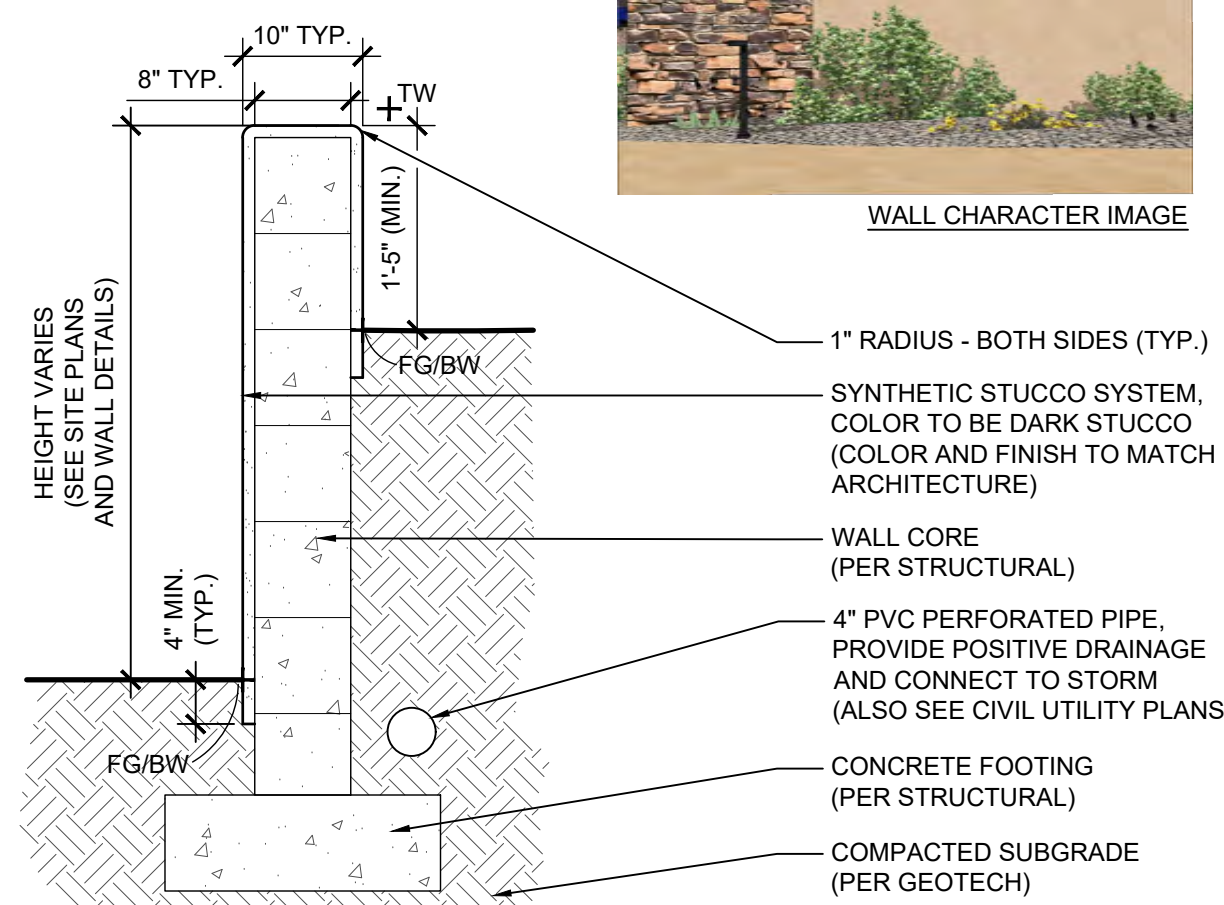 10" TYP.
8" TYP.
TW
1'-5" (MIN.)
HEIGHT VARIES
(SEE SITE PLANS
AND WALL DETAILS)
FG/BW
4" MIN.
(TYP.)
FG/BW
WALL CHARACTER IMAGE
1" RADIUS - BOTH SIDES (TYP.)
SYNTHETIC STUCCO SYSTEM,
COLOR TO BE DARK STUCCO
(COLOR AND FINISH TO MATCH
ARCHITECTURE)
WALL CORE
(PER STRUCTURAL)
4" PVC PERFORATED PIPE,
PROVIDE POSITIVE DRAINAGE
AND CONNECT TO STORM
(ALSO SEE CIVIL UTILITY PLANS
CONCRETE FOOTING
(PER STRUCTURAL)
COMPACTED SUBGRADE
(PER GEOTECH)